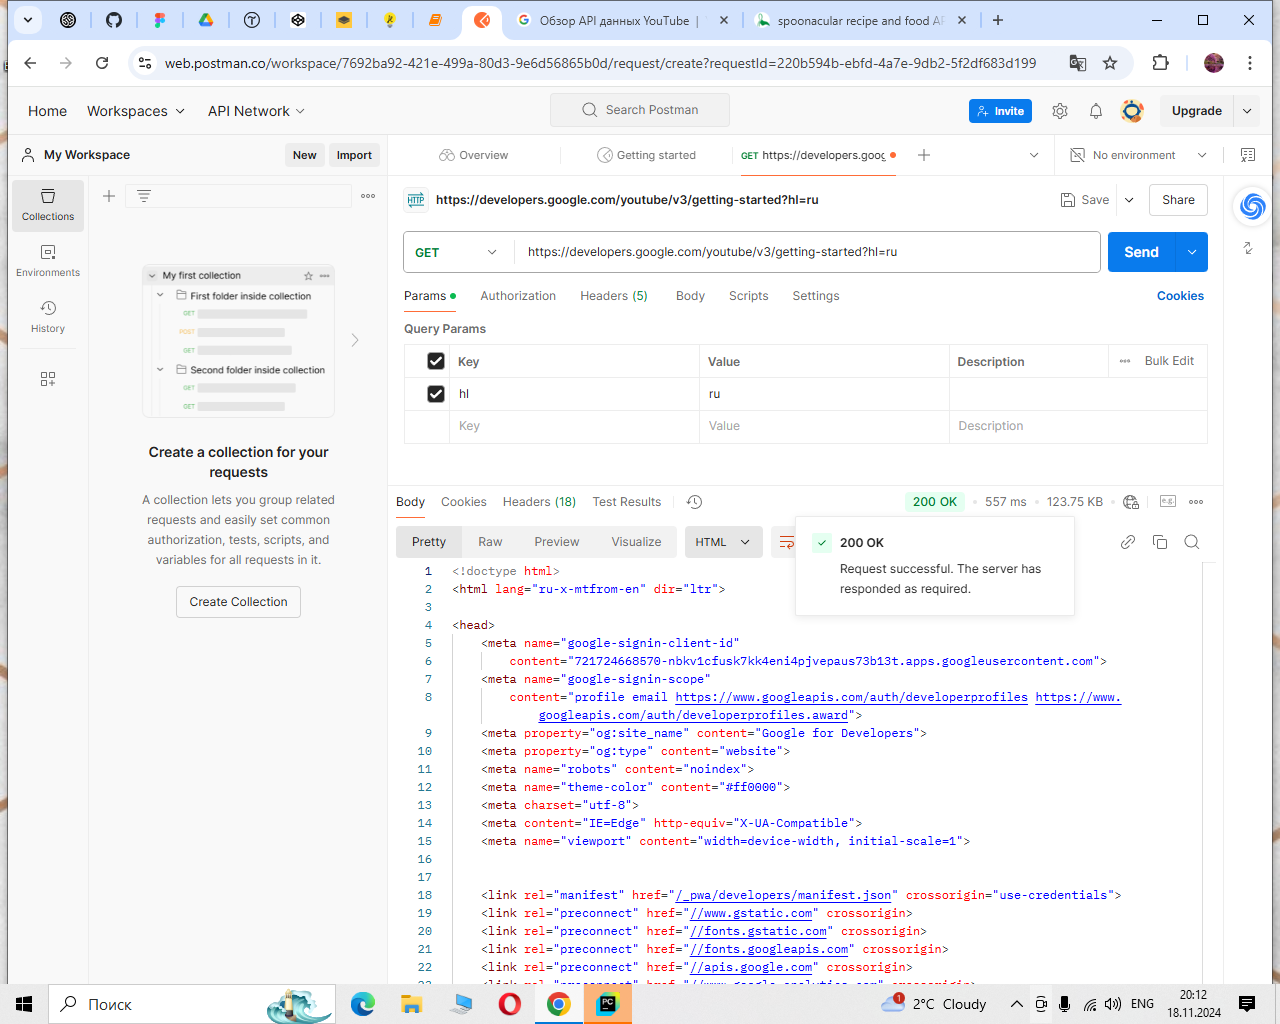 Обзор API данных YouTube |
spoonacular recipe and food AP
web.postman.co/workspace/7692ba92-421e-499a-80d3-9e6d56865b0d/request/create?requestId=220b594b-ebfd-4a7e-9db2-5f2df683d199
Home Workspaces API Network Search Postman Invite Upgrade
My Workspace New Import Overview Getting started GET https://developers.goog No environment
Collections
Environments
History
My first collection
First folder inside collection
GET
POST
GET
Second folder inside collection
GET
GET
Create a collection for your
requests
A collection lets you group related
requests and easily set common
authorization, tests, scripts, and
variables for all requests in it.
Create Collection
HTTP https://developers.google.com/youtube/v3/getting-started?hl=ru Save Share
GET https://developers.google.com/youtube/v3/getting-started?hl=ru Send
Params Authorization Headers (5) Body Scripts Settings Cookies
Query Params
Key Value Description Bulk Edit
hl ru
Key Value Description
Body Cookies Headers (18) Test Results 200 OK 557 ms 123.75 KB e.g.
Pretty Raw Preview Visualize HTML
200 OK
Request successful. The server has
responded as required.
1 <!doctype html>
2 <html lang="ru-x-mtfrom-en" dir="ltr">
3
4 <head>
5 <meta name="google-signin-client-id"
6 content="721724668570-nbkv1cfusk7kk4eni4pjvepaus73b13t.apps.googleusercontent.com">
7 <meta name="google-signin-scope"
8 content="profile email https://www.googleapis.com/auth/developerprofiles https://www.
googleapis.com/auth/developerprofiles.award">
9 <meta property="og:site_name" content="Google for Developers">
10 <meta property="og:type" content="website">
11 <meta name="robots" content="noindex">
12 <meta name="theme-color" content="#ff0000">
13 <meta charset="utf-8">
14 <meta content="IE=Edge" http-equiv="X-UA-Compatible">
15 <meta name="viewport" content="width=device-width, initial-scale=1">
16
17
18 <link rel="manifest" href="/_pwa/developers/manifest.json" crossorigin="use-credentials">
19 <link rel="preconnect" href="//www.gstatic.com" crossorigin>
20 <link rel="preconnect" href="//fonts.gstatic.com" crossorigin>
21 <link rel="preconnect" href="//fonts.googleapis.com" crossorigin>
22 <link rel="preconnect" href="//apis.google.com" crossorigin>
Поиск PC 1 2°C Cloudy ENG 20:12
18.11.2024